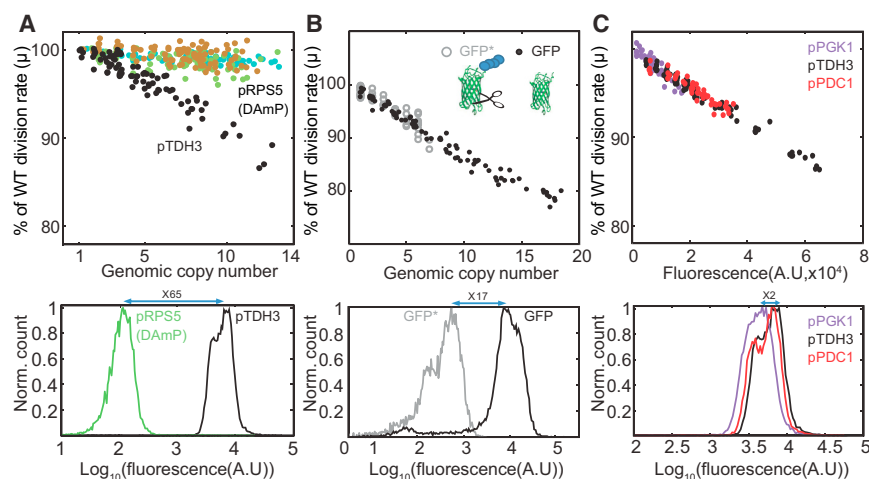 A
% of WT division rate (μ)
100
90
80
pRPS5
(DAmP)
pTDH3
1 5 10 14
Genomic copy number
B
% of WT division rate (μ)
100
90
80
GFP* GFP
0 5 10 15 20
Genomic copy number
C
% of WT division rate (μ)
100
90
80
pPGK1
pTDH3
pPDC1
0 2 4 6 8
Fluorescence(A.U,x10⁴)
Norm. count
1
0.8
0.6
0.4
0.2
X65
pRPS5
(DAmP)
pTDH3
1 2 3 4 5
Log₁₀(fluorescence(A.U))
Norm. count
1
0.8
0.6
0.4
0.2
X17
GFP*
GFP
0 1 2 3 4 5
Log₁₀(fluorescence(A.U))
Norm. count
1
0.8
0.6
0.4
0.2
X2
pPGK1
pTDH3
pPDC1
2 2.5 3 3.5 4 4.5 5
Log₁₀(fluorescence(A.U))